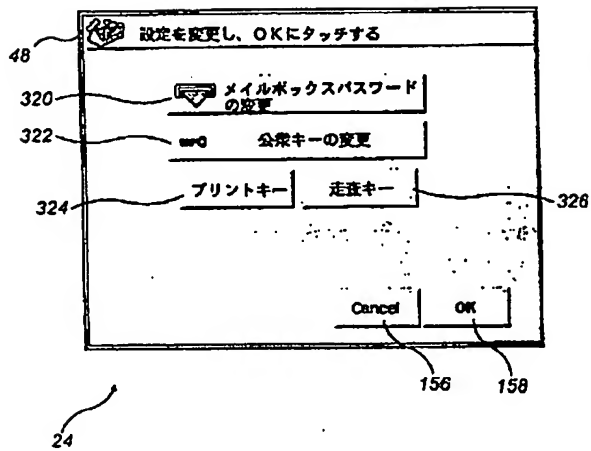 48
設定を変更し、OKにタッチする
320
メイルボックスパスワード
の変更
322
公衆キーの変更
324
プリントキー
走査キー
326
Cancel
OK
156
158
24